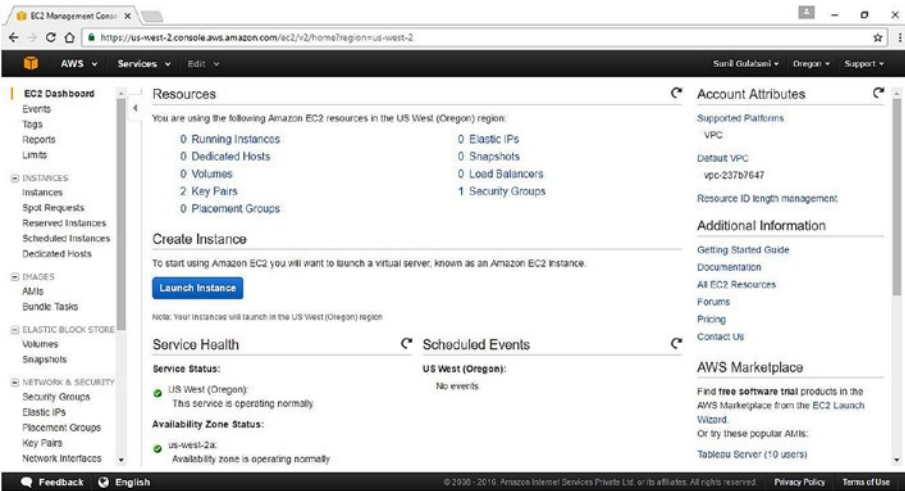 EC2 Management Conso
https://us-west-2.console.aws.amazon.com/ec2/v2/home?region=us-west-2
AWS Services Edit Sunil Gulabani Oregon Support
EC2 Dashboard
Events
Tags
Reports
Limits
INSTANCES
Instances
Spot Requests
Reserved Instances
Scheduled Instances
Dedicated Hosts
IMAGES
AMIs
Bundle Tasks
ELASTIC BLOCK STORE
Volumes
Snapshots
NETWORK & SECURITY
Security Groups
Elastic IPs
Placement Groups
Key Pairs
Network Interfaces
Resources
You are using the following Amazon EC2 resources in the US West (Oregon) region:
0 Running Instances
0 Dedicated Hosts
0 Volumes
2 Key Pairs
0 Placement Groups
0 Elastic IPs
0 Snapshots
0 Load Balancers
1 Security Groups
Create Instance
To start using Amazon EC2 you will want to launch a virtual server, known as an Amazon EC2 instance.
Launch Instance
Note: Your instances will launch in the US West (Oregon) region
Service Health
Service Status:
US West (Oregon):
This service is operating normally
Availability Zone Status:
us-west-2a:
Availability zone is operating normally
Scheduled Events
US West (Oregon):
No events
Account Attributes
Supported Platforms
VPC
Default VPC
vpc-237b7647
Resource ID length management
Additional Information
Getting Started Guide
Documentation
All EC2 Resources
Forums
Pricing
Contact Us
AWS Marketplace
Find free software trial products in the
AWS Marketplace from the EC2 Launch
Wizard.
Or try these popular AMIs:
Tableau Server (10 users)
Feedback English © 2008 - 2016, Amazon Internet Services Private Ltd. or its affiliates. All rights reserved. Privacy Policy Terms of Use